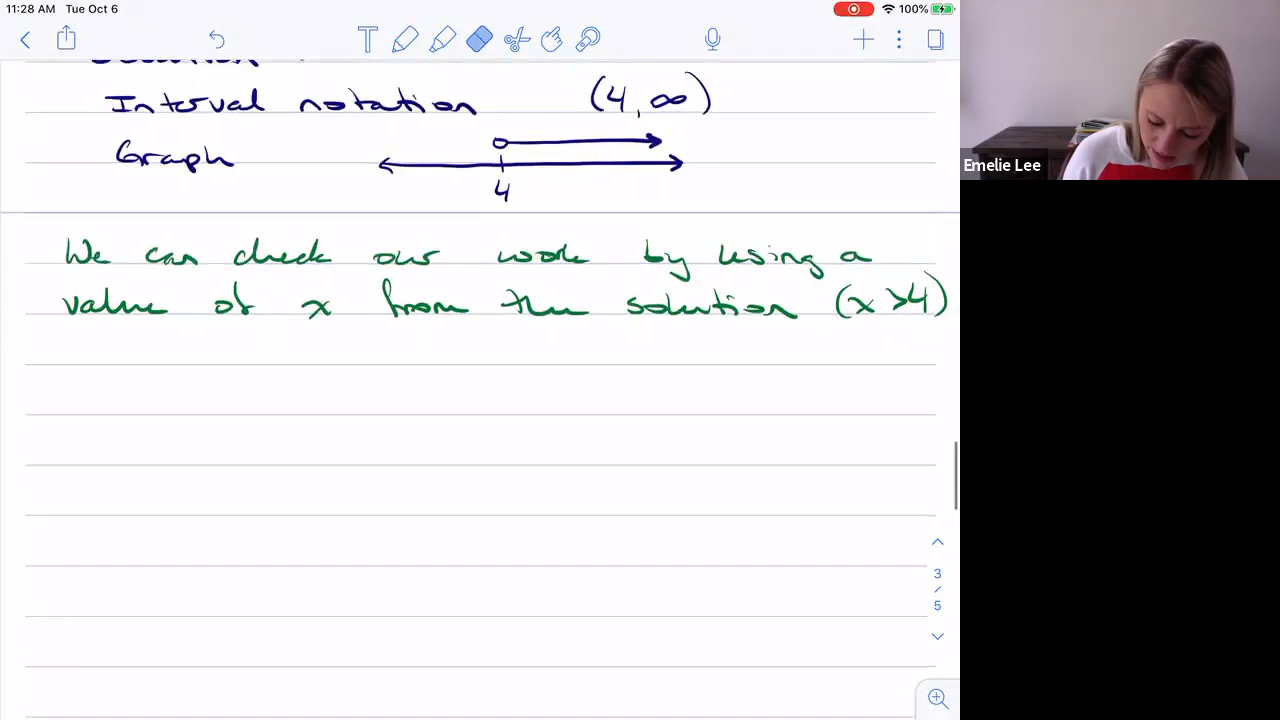 11:28 AM Tue Oct 6
100%
Interval notation (4, ∞)
Graph
4
We can check our work by using a
value of x from the solution (x >4)
Emelie Lee
3
/
5